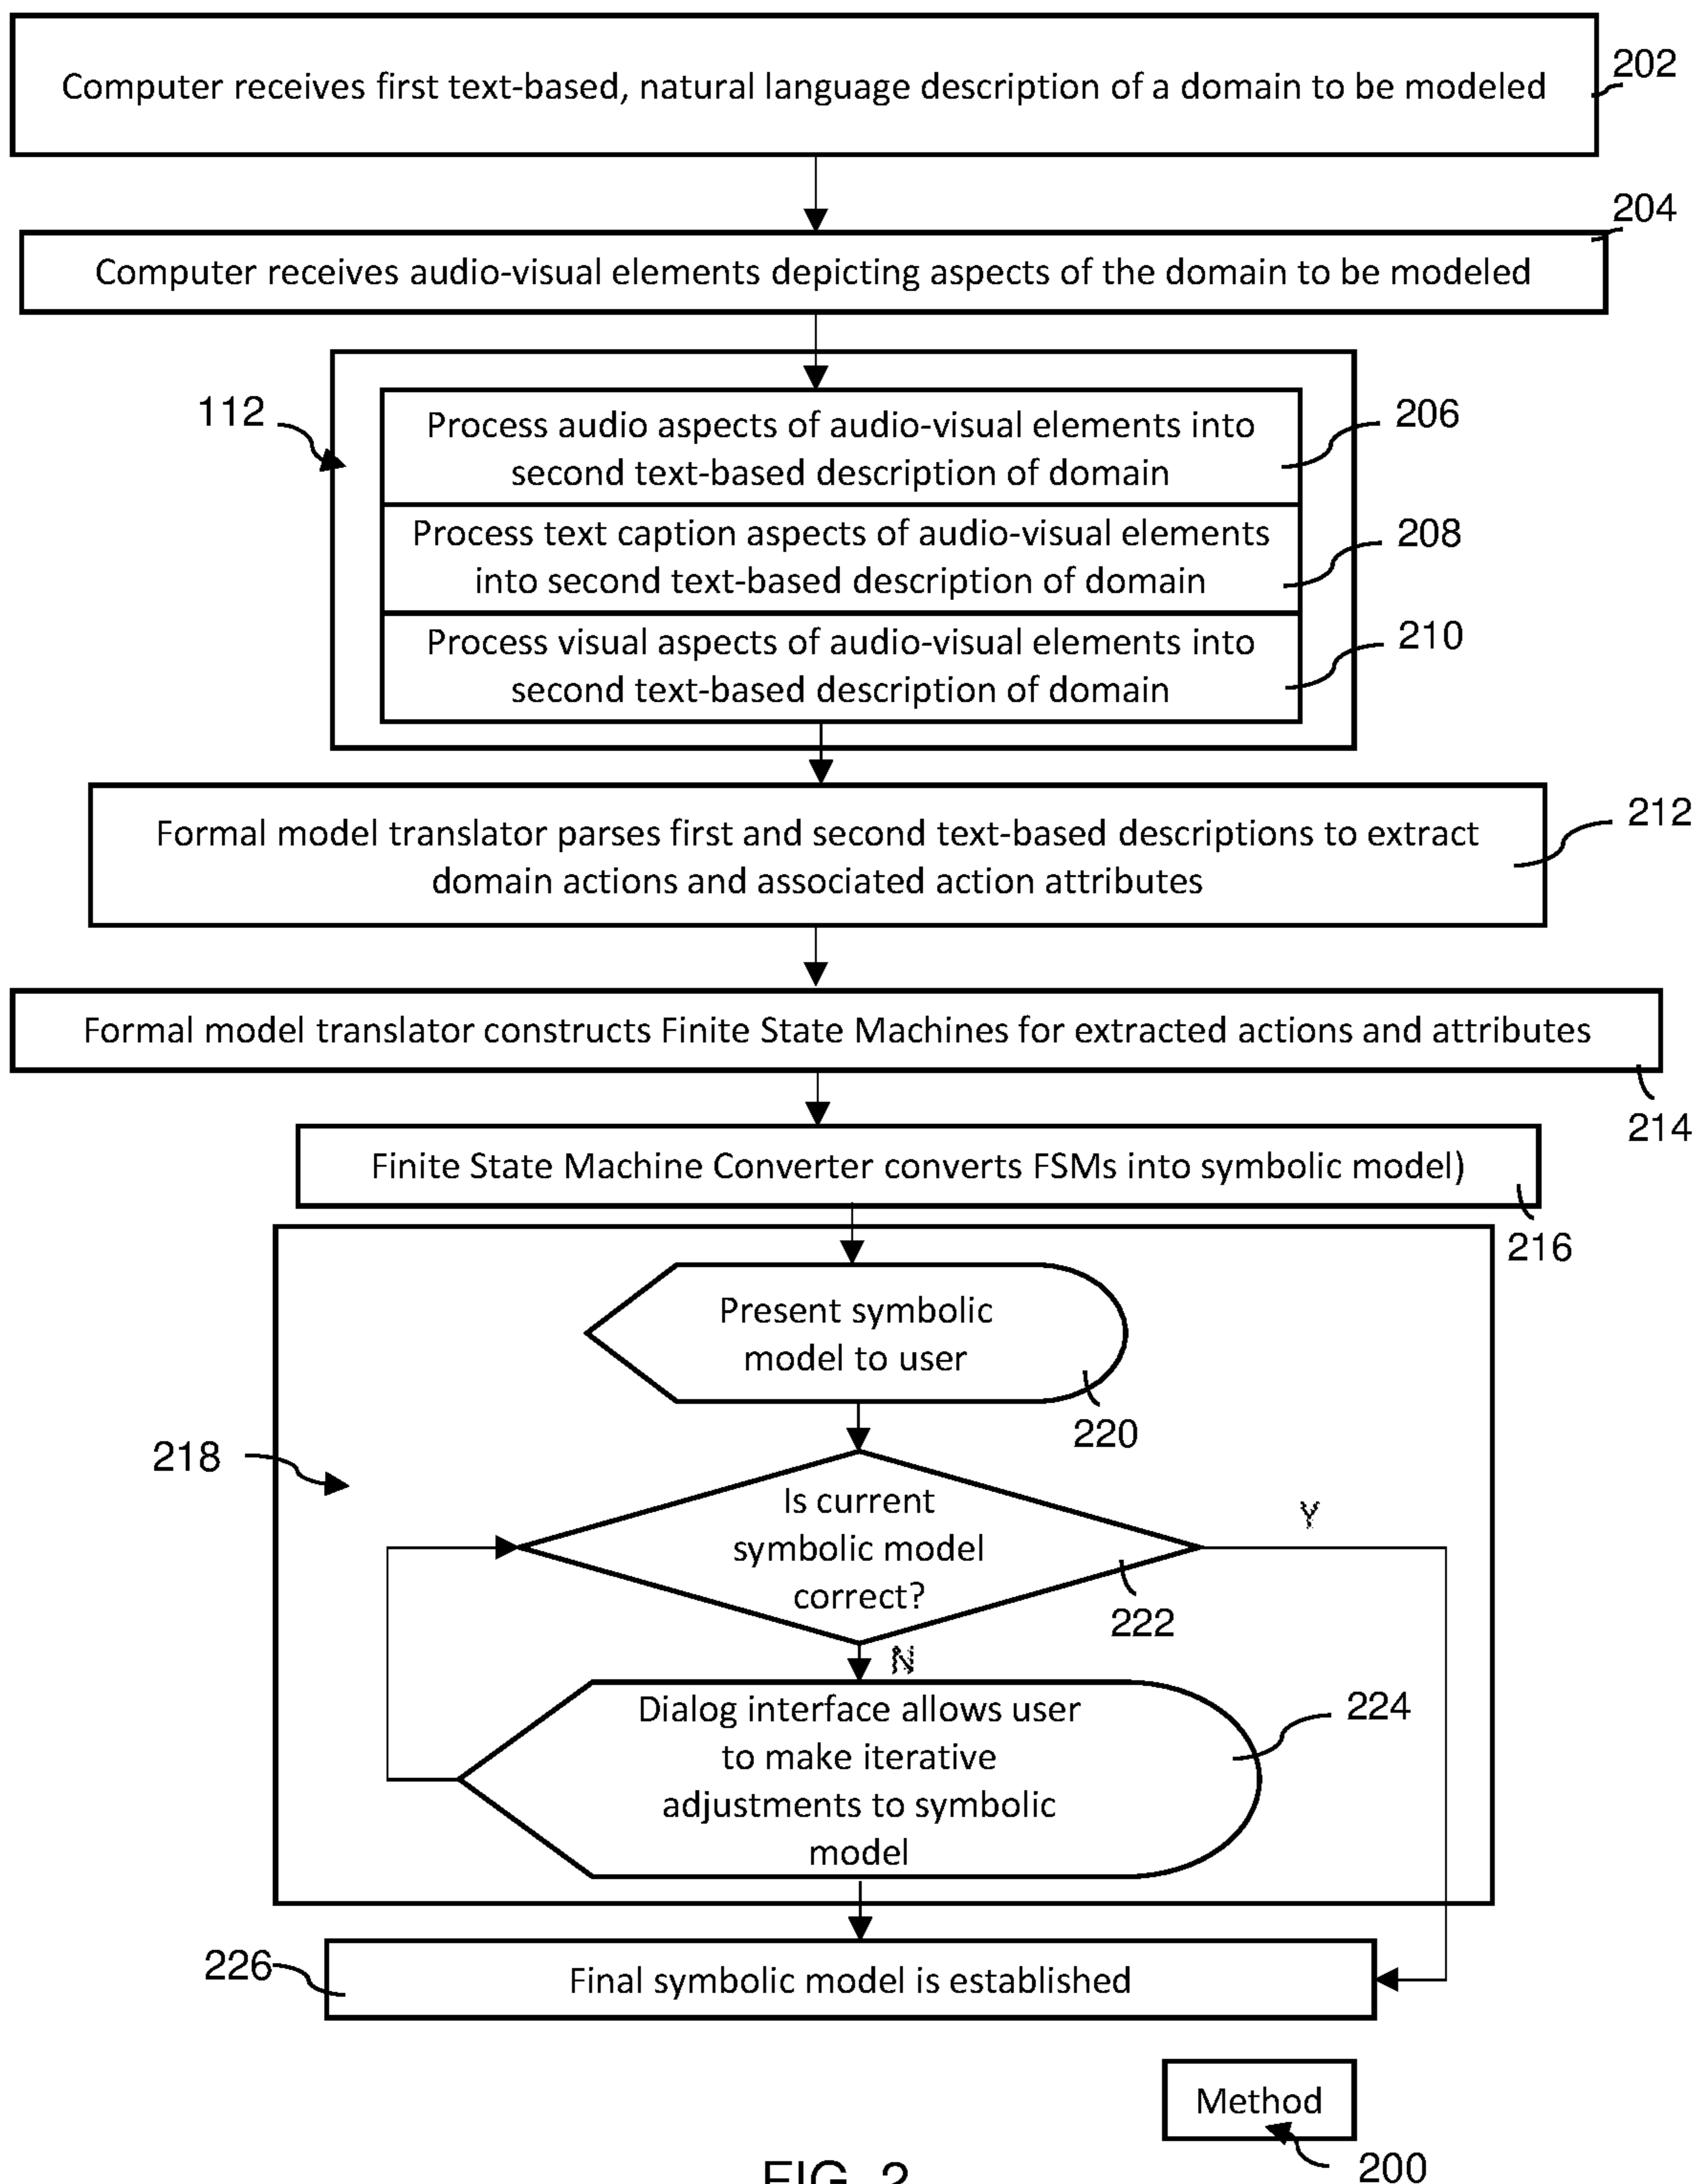 Computer receives first text-based, natural language description of a domain to be modeled
202
204
Computer receives audio-visual elements depicting aspects of the domain to be modeled
112
Process audio aspects of audio-visual elements into
second text-based description of domain
206
Process text caption aspects of audio-visual elements
into second text-based description of domain
208
Process visual aspects of audio-visual elements into
second text-based description of domain
210
Formal model translator parses first and second text-based descriptions to extract
domain actions and associated action attributes
212
Formal model translator constructs Finite State Machines for extracted actions and attributes
214
Finite State Machine Converter converts FSMs into symbolic model)
216
Present symbolic
model to user
220
218
Is current
symbolic model
correct?
Y
222
N
Dialog interface allows user
to make iterative
adjustments to symbolic
model
224
226
Final symbolic model is established
Method
200
FIG. 2